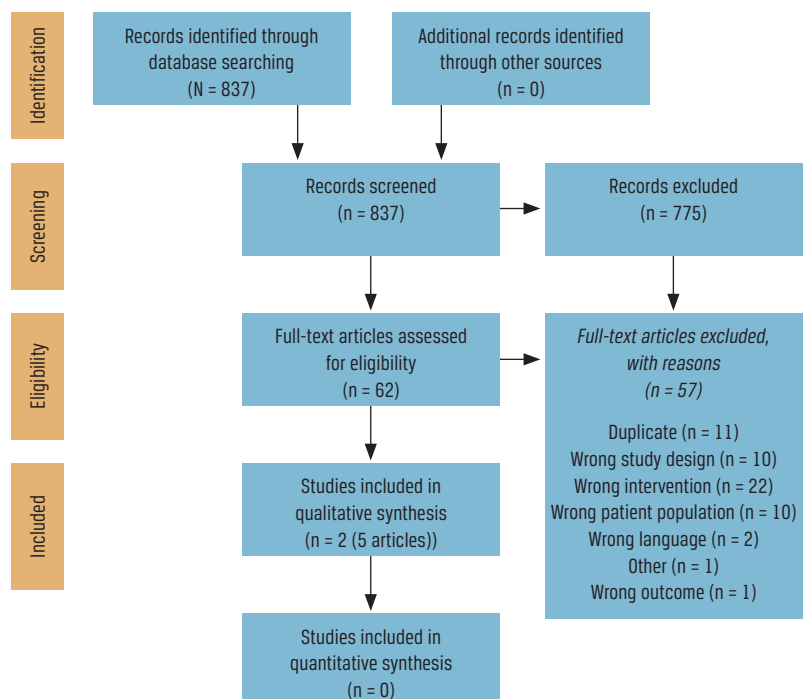 Identification
Records identified through
database searching
(N = 837)
Additional records identified
through other sources
(n = 0)
Screening
Records screened
(n = 837)
Records excluded
(n = 775)
Eligibility
Full-text articles assessed
for eligibility
(n = 62)
Full-text articles excluded,
with reasons
(n = 57)
Duplicate (n = 11)
Wrong study design (n = 10)
Wrong intervention (n = 22)
Wrong patient population (n = 10)
Wrong language (n = 2)
Other (n = 1)
Wrong outcome (n = 1)
Included
Studies included in
qualitative synthesis
(n = 2 (5 articles))
Studies included in
quantitative synthesis
(n = 0)